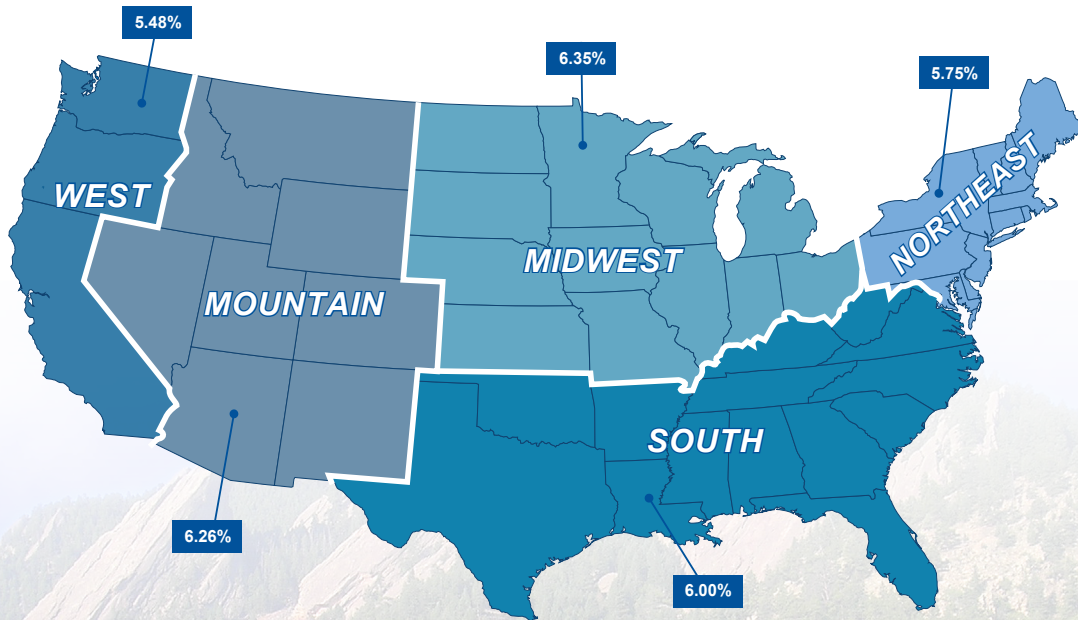 5.48%
6.35%
5.75%
WEST
MIDWEST
NORTHEAST
MOUNTAIN
SOUTH
6.26%
6.00%